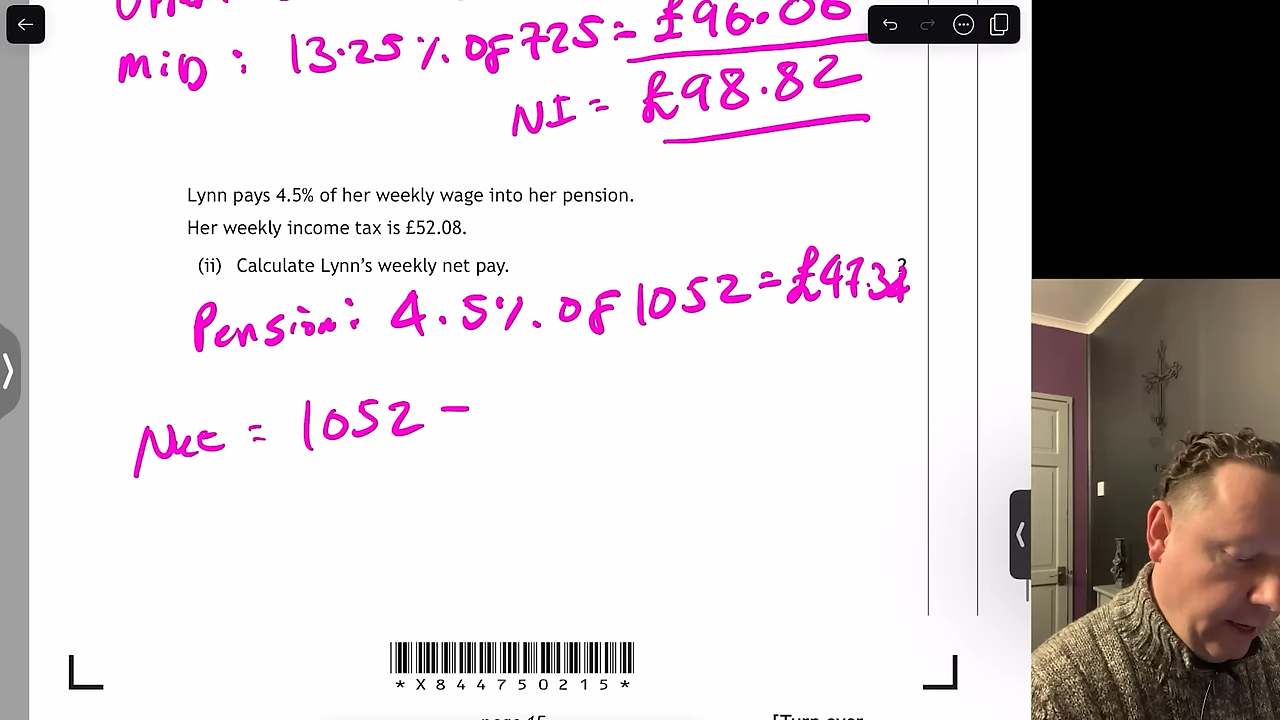 MID : 13.25 % of 725 = £96.06
NI = £98.82
Lynn pays 4.5% of her weekly wage into her pension.
Her weekly income tax is £52.08.
(ii) Calculate Lynn's weekly net pay.
Pension: 4.5%. of 1052 = £47.34
Net = 1052 -
*X844750215*